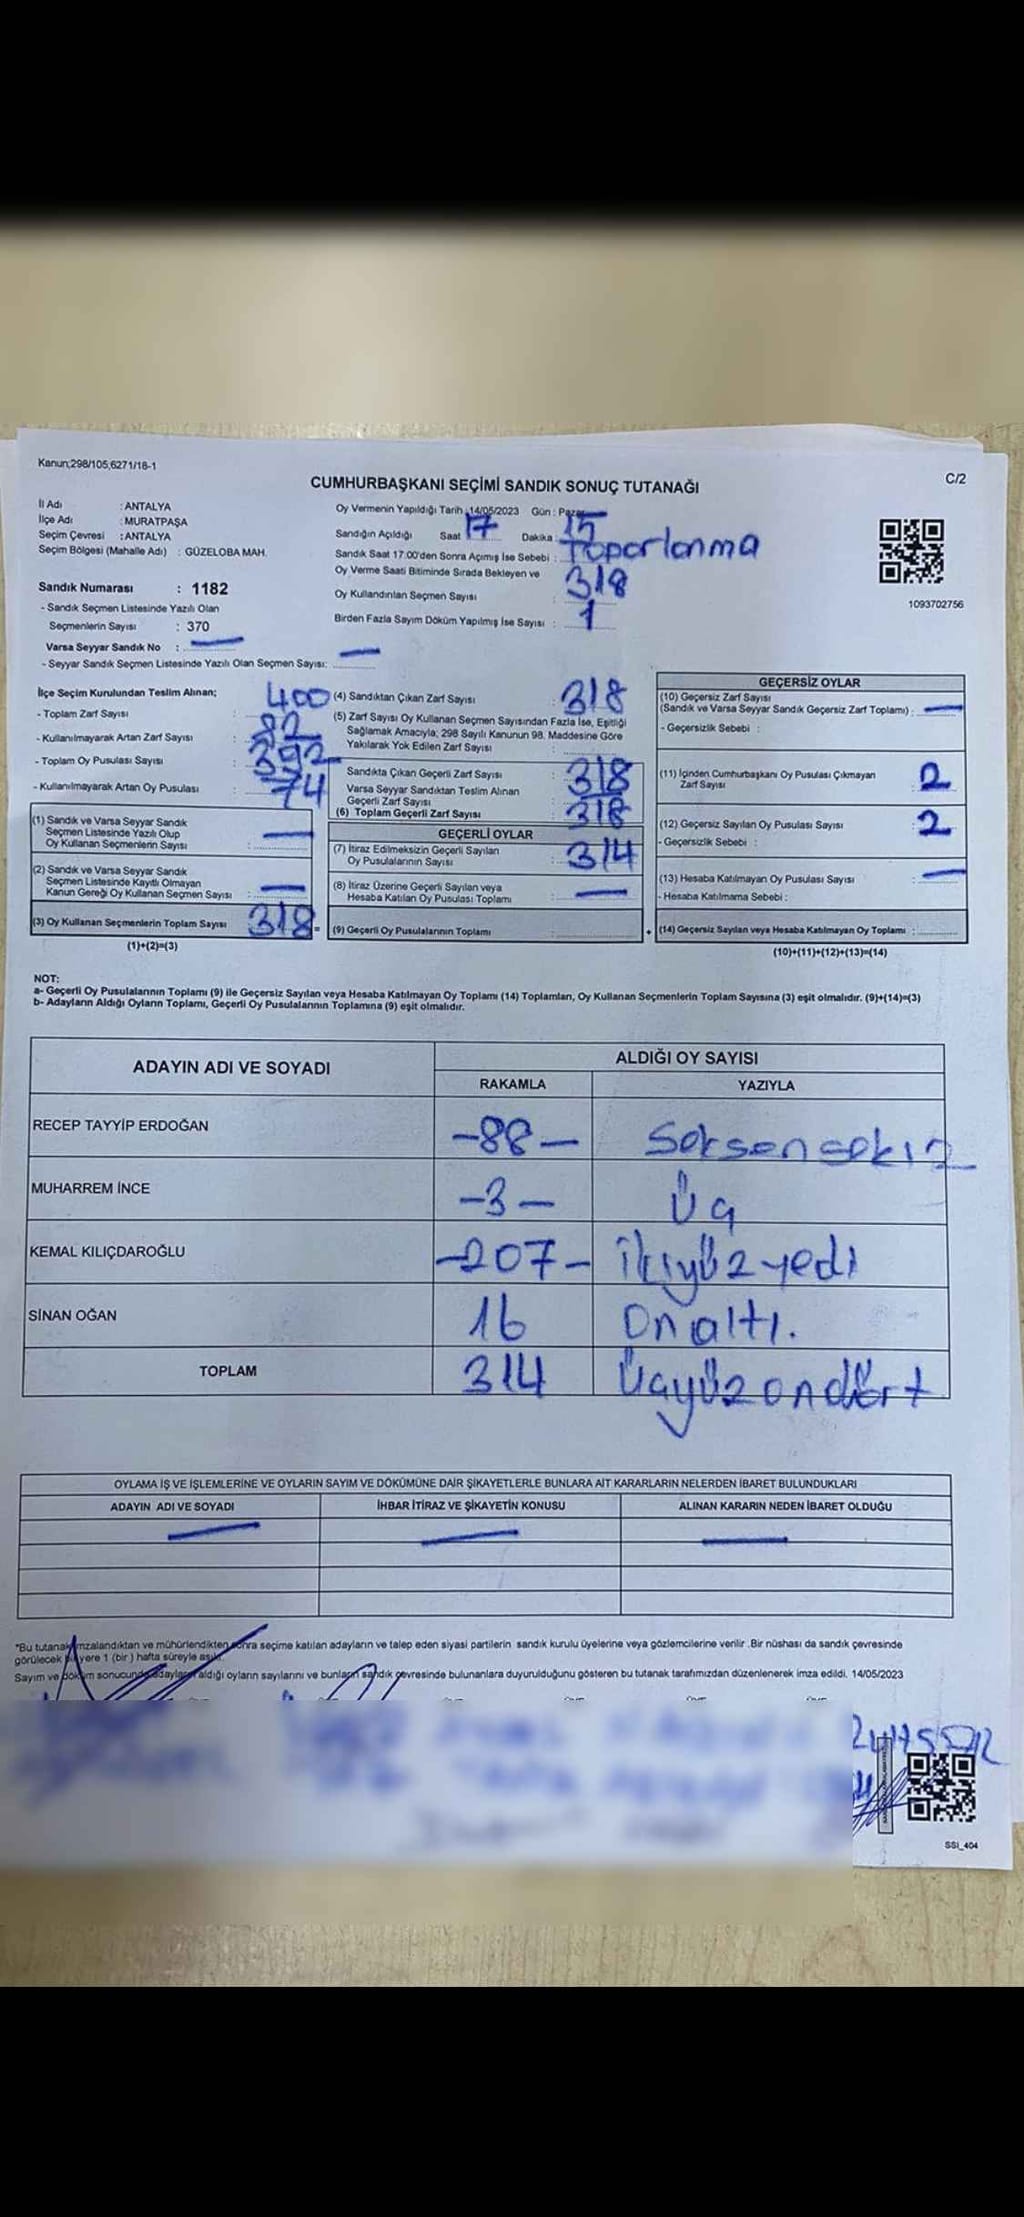 Kanun;298/105,6271/18-1
C/2
CUMHURBAŞKANI SEÇİMİ SANDIK SONUÇ TUTANAĞI
İl Adı : ANTALYA
İlçe Adı : MURATPAŞA
Seçim Çevresi : ANTALYA
Seçim Bölgesi (Mahalle Adı) : GÜZELOBA MAH.
Sandık Numarası : 1182
- Sandık Seçmen Listesinde Yazılı Olan
Seçmenlerin Sayısı : 370
Varsa Seyyar Sandık No : —
- Seyyar Sandık Seçmen Listesinde Yazılı Olan Seçmen Sayısı: —
Oy Vermenin Yapıldığı Tarih :14/05/2023 Gün : Pazar
Sandığın Açıldığı Saat 17 Dakika : 15
Sandık Saat 17:00'den Sonra Açımış İse Sebebi : Toparlanma
Oy Verme Saati Bitiminde Sırada Bekleyen ve
Oy Kullandırılan Seçmen Sayısı : 318
Birden Fazla Sayım Döküm Yapılmış İse Sayısı : 1
1093702756
İlçe Seçim Kurulundan Teslim Alınan;
- Toplam Zarf Sayısı : 400
- Kullanılmayarak Artan Zarf Sayısı : 82
- Toplam Oy Pusulası Sayısı : 392
- Kullanılmayarak Artan Oy Pusulası : 74
(1) Sandık ve Varsa Seyyar Sandık
Seçmen Listesinde Yazılı Olup
Oy Kullanan Seçmenlerin Sayısı : —
(2) Sandık ve Varsa Seyyar Sandık
Seçmen Listesinde Kayıtlı Olmayan
Kanun Gereği Oy Kullanan Seçmen Sayısı : —
(3) Oy Kullanan Seçmenlerin Toplam Sayısı 318 =
(1)+(2)=(3)
(4) Sandıktan Çıkan Zarf Sayısı : 318
(5) Zarf Sayısı Oy Kullanan Seçmen Sayısından Fazla İse, Eşitliği
Sağlamak Amacıyla; 298 Sayılı Kanunun 98. Maddesine Göre
Yakılarak Yok Edilen Zarf Sayısı :
Sandıkta Çıkan Geçerli Zarf Sayısı : 318
Varsa Seyyar Sandıktan Teslim Alınan
Geçerli Zarf Sayısı :
(6) Toplam Geçerli Zarf Sayısı : 318
GEÇERLİ OYLAR
(7) İtiraz Edilmeksizin Geçerli Sayılan
Oy Pusulalarının Sayısı : 314
(8) İtiraz Üzerine Geçerli Sayılan veya
Hesaba Katılan Oy Pusulası Toplamı : —
(9) Geçerli Oy Pusulalarının Toplamı : +
GEÇERSİZ OYLAR
(10) Geçersiz Zarf Sayısı
(Sandık ve Varsa Seyyar Sandık Geçersiz Zarf Toplamı) : —
- Geçersizlik Sebebi :
(11) İçinden Cumhurbaşkanı Oy Pusulası Çıkmayan
Zarf Sayısı : 2
(12) Geçersiz Sayılan Oy Pusulası Sayısı : 2
- Geçersizlik Sebebi :
(13) Hesaba Katılmayan Oy Pusulası Sayısı : —
- Hesaba Katılmama Sebebi :
(14) Geçersiz Sayılan veya Hesaba Katılmayan Oy Toplamı :
(10)+(11)+(12)+(13)=(14)
NOT:
a- Geçerli Oy Pusulalarının Toplamı (9) ile Geçersiz Sayılan veya Hesaba Katılmayan Oy Toplamı (14) Toplamları, Oy Kullanan Seçmenlerin Toplam Sayısına (3) eşit olmalıdır. (9)+(14)=(3)
b- Adayların Aldığı Oyların Toplamı, Geçerli Oy Pusulalarının Toplamına (9) eşit olmalıdır.
ADAYIN ADI VE SOYADI
ALDIĞI OY SAYISI
RAKAMLA YAZIYLA
RECEP TAYYİP ERDOĞAN -88- Seksensekiz
MUHARREM İNCE -3- Üç
KEMAL KILIÇDAROĞLU -207- ikiyüzyedi
SİNAN OĞAN 16 Onaltı.
TOPLAM 314 Üçyüzondört
OYLAMA İŞ VE İŞLEMLERİNE VE OYLARIN SAYIM VE DÖKÜMÜNE DAİR ŞİKAYETLERLE BUNLARA AİT KARARLARIN NELERDEN İBARET BULUNDUKLARI
ADAYIN ADI VE SOYADI İHBAR İTİRAZ VE ŞİKAYETİN KONUSU ALINAN KARARIN NEDEN İBARET OLDUĞU
— — —
*Bu tutanak imzalandıktan ve mühürlendikten sonra seçime katılan adayların ve talep eden siyasi partilerin sandık kurulu üyelerine veya gözlemcilerine verilir .Bir nüshası da sandık çevresinde
görülecek bir yere 1 (bir ) hafta süreyle asılır.
Sayım ve döküm sonucunda adayların aldığı oyların sayılarını ve bunların sandık çevresinde bulunanlara duyurulduğunu gösteren bu tutanak tarafımızdan düzenlenerek imza edildi. 14/05/2023
SSİ_404